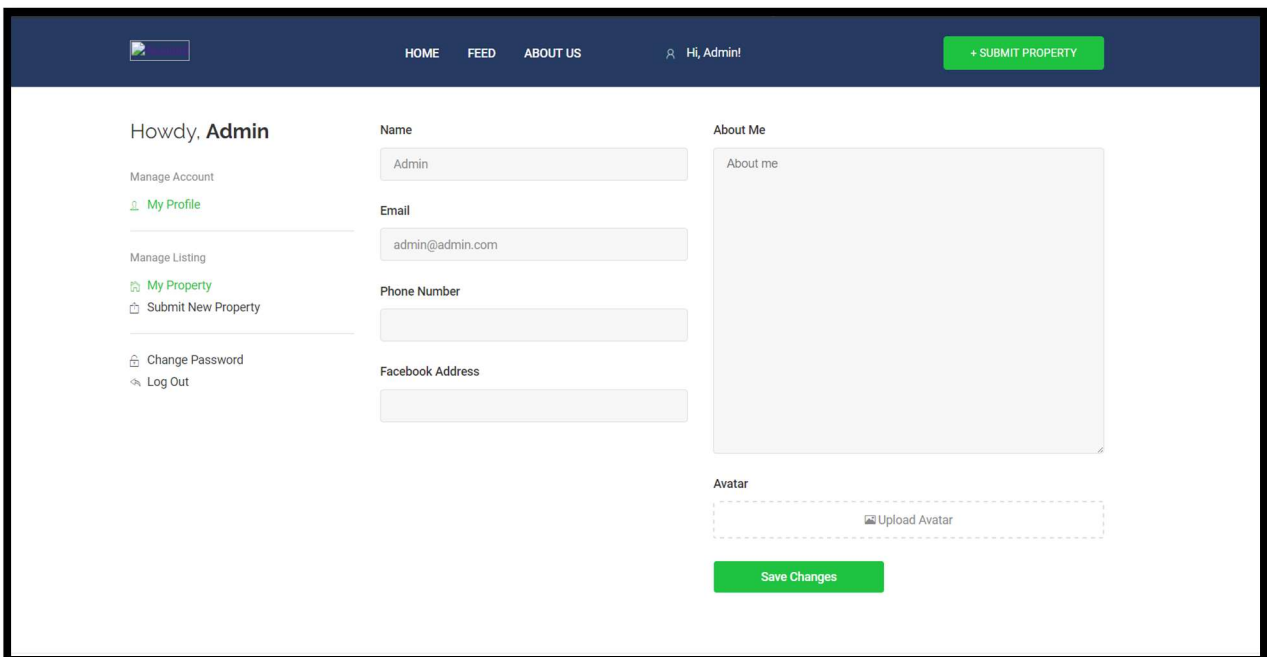 HOME FEED ABOUT US Hi, Admin! + SUBMIT PROPERTY
Howdy, Admin
Manage Account
My Profile
Manage Listing
My Property
Submit New Property
Change Password
Log Out
Name
Admin
Email
admin@admin.com
Phone Number
Facebook Address
About Me
About me
Avatar
Upload Avatar
Save Changes